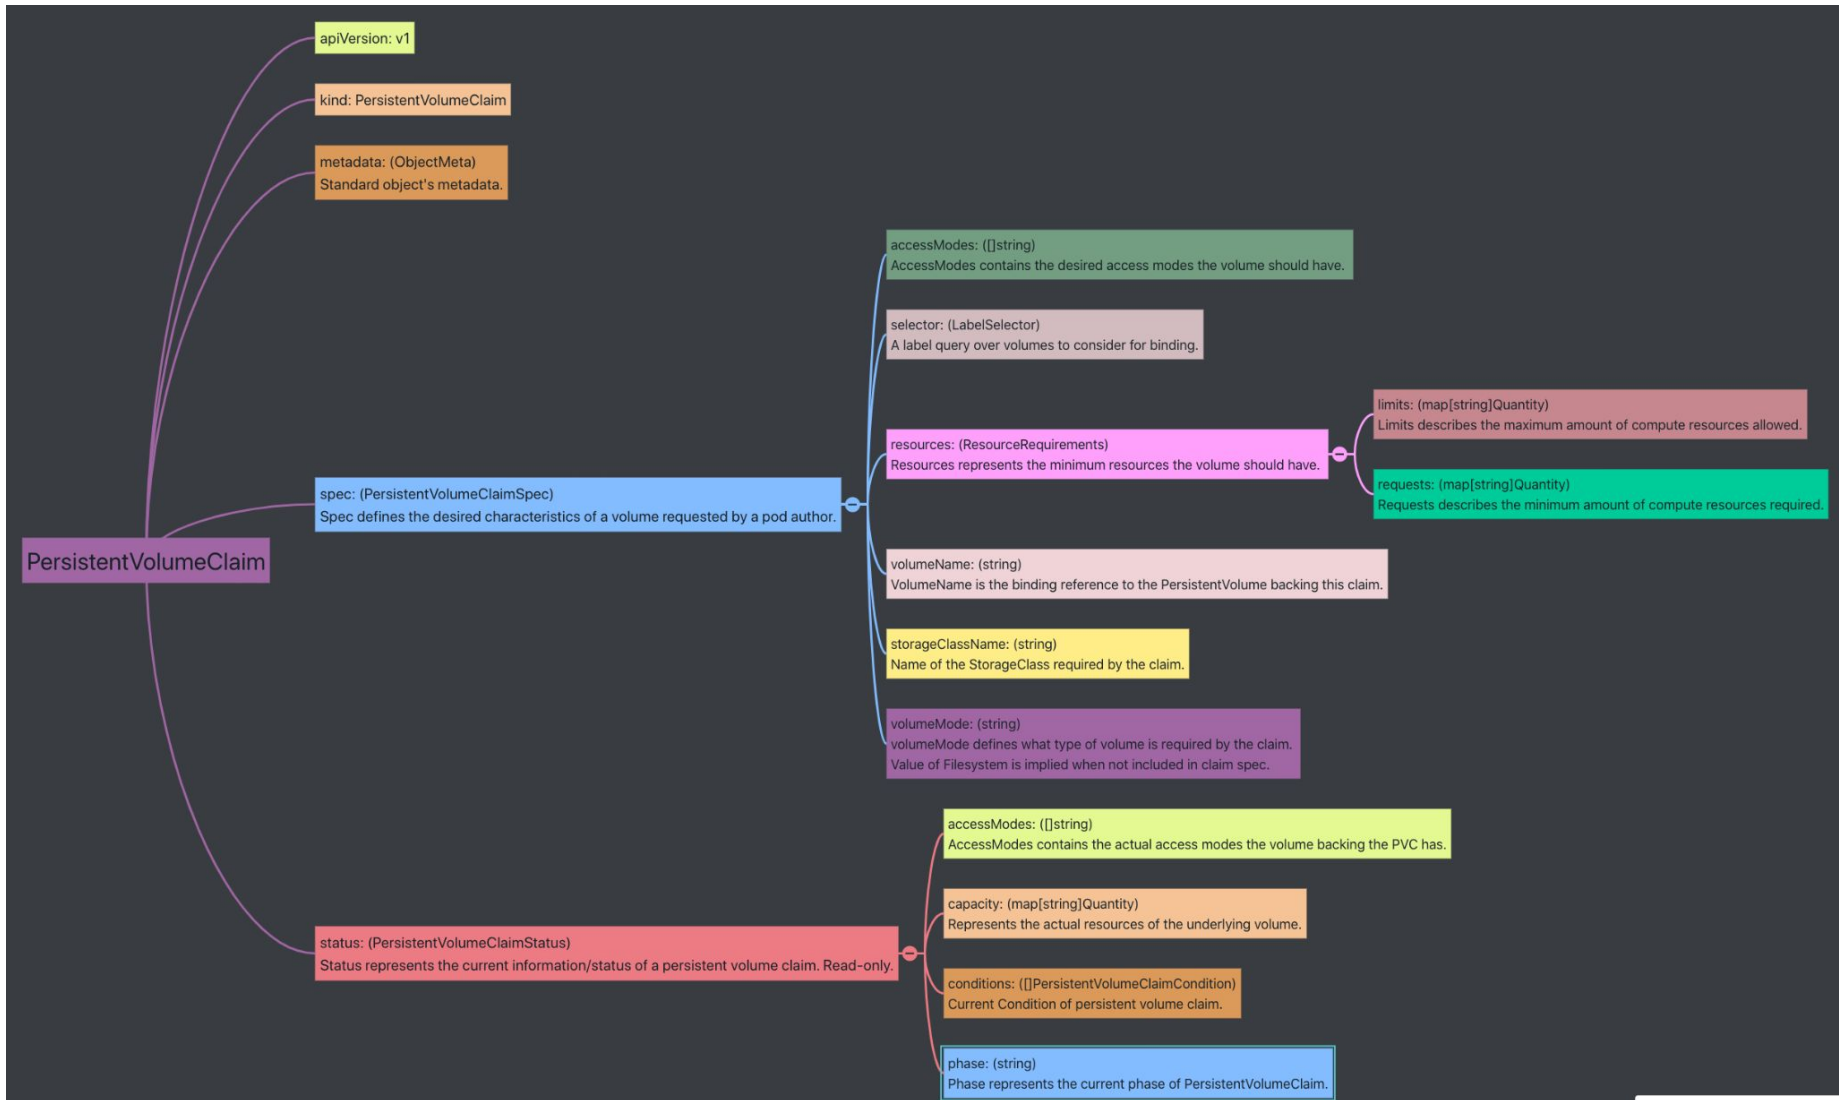 apiVersion: v1
kind: PersistentVolumeClaim
metadata: (ObjectMeta)
Standard object's metadata.
PersistentVolumeClaim
spec: (PersistentVolumeClaimSpec)
Spec defines the desired characteristics of a volume requested by a pod author.
accessModes: ([]string)
AccessModes contains the desired access modes the volume should have.
selector: (LabelSelector)
A label query over volumes to consider for binding.
resources: (ResourceRequirements)
Resources represents the minimum resources the volume should have.
limits: (map[string]Quantity)
Limits describes the maximum amount of compute resources allowed.
requests: (map[string]Quantity)
Requests describes the minimum amount of compute resources required.
volumeName: (string)
VolumeName is the binding reference to the PersistentVolume backing this claim.
storageClassName: (string)
Name of the StorageClass required by the claim.
volumeMode: (string)
volumeMode defines what type of volume is required by the claim.
Value of Filesystem is implied when not included in claim spec.
status: (PersistentVolumeClaimStatus)
Status represents the current information/status of a persistent volume claim. Read-only.
accessModes: ([]string)
AccessModes contains the actual access modes the volume backing the PVC has.
capacity: (map[string]Quantity)
Represents the actual resources of the underlying volume.
conditions: ([]PersistentVolumeClaimCondition)
Current Condition of persistent volume claim.
phase: (string)
Phase represents the current phase of PersistentVolumeClaim.